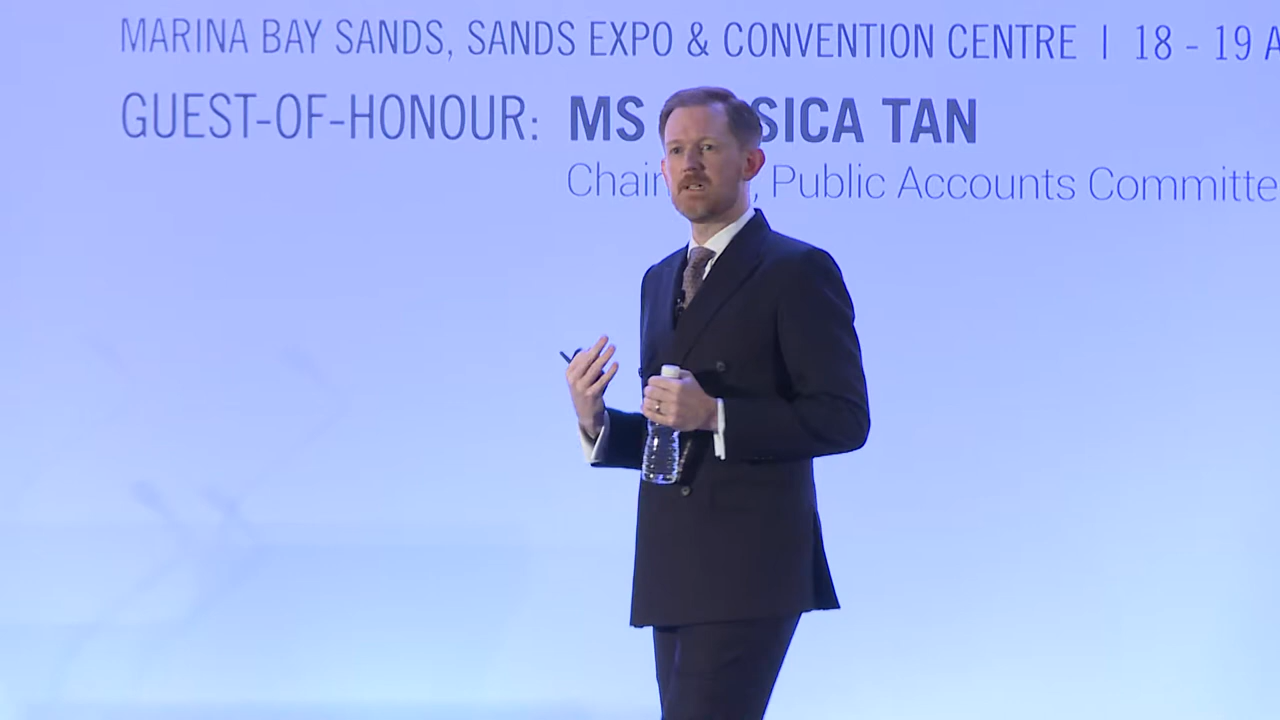 MARINA BAY SANDS, SANDS EXPO & CONVENTION CENTRE | 18 - 19
GUEST-OF-HONOUR: MS SICA TAN
Chair , Public Accounts Committe